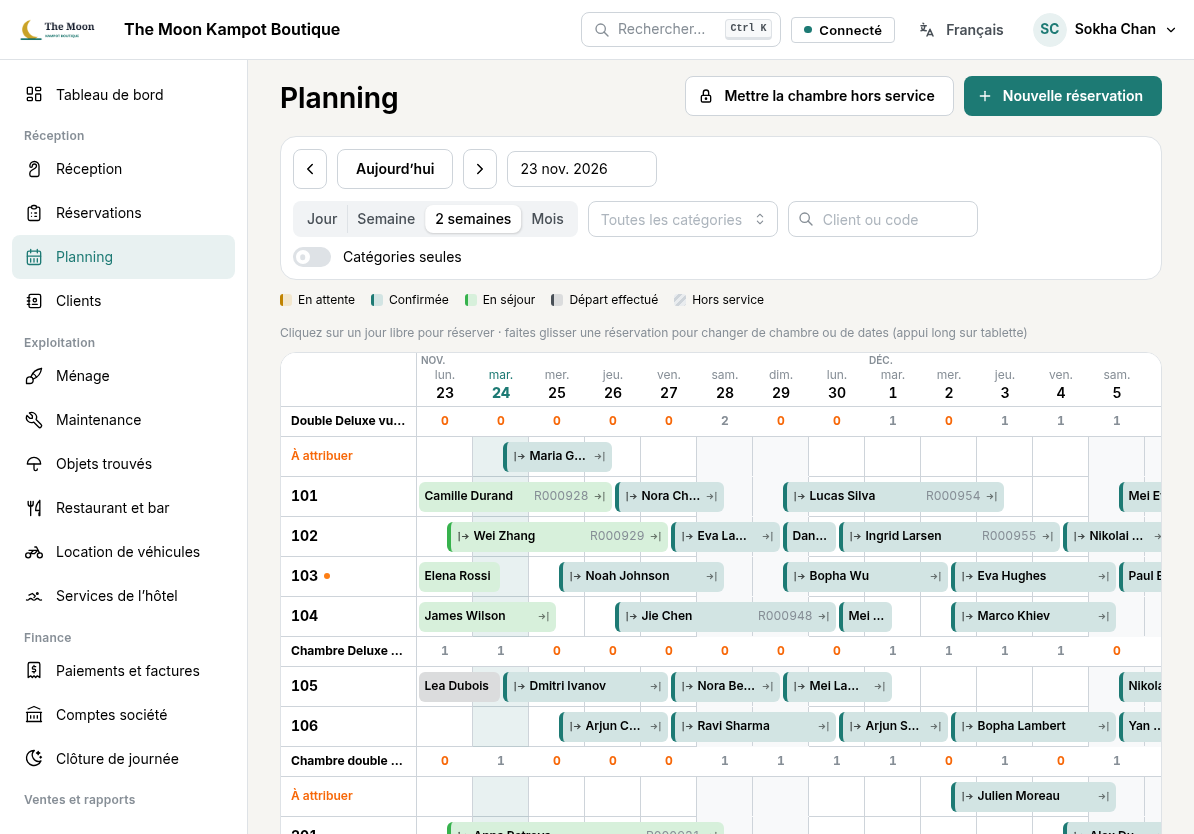 The Moon
KAMPOT BOUTIQUE
The Moon Kampot Boutique
Rechercher...
Ctrl K
Connecté
Français
SC
Sokha Chan
Tableau de bord
Réception
Réception
Réservations
Planning
Clients
Exploitation
Ménage
Maintenance
Objets trouvés
Restaurant et bar
Location de véhicules
Services de l'hôtel
Finance
Paiements et factures
Comptes société
Clôture de journée
Ventes et rapports
Planning
Mettre la chambre hors service
Nouvelle réservation
Aujourd'hui
23 nov. 2026
Jour Semaine 2 semaines Mois
Toutes les catégories
Client ou code
Catégories seules
En attente Confirmée En séjour Départ effectué Hors service
Cliquez sur un jour libre pour réserver · faites glisser une réservation pour changer de chambre ou de dates (appui long sur tablette)
NOV. DÉC.
lun. mar. mer. jeu. ven. sam. dim. lun. mar. mer. jeu. ven. sam.
23 24 25 26 27 28 29 30 1 2 3 4 5
Double Deluxe vu... 0 0 0 0 0 2 0 0 1 0 1 1 1
À attribuer Maria G...
101 Camille Durand R000928 Nora Ch... Lucas Silva R000954 Mei
102 Wei Zhang R000929 Eva La... Dan... Ingrid Larsen R000955 Nikolai ...
103 Elena Rossi Noah Johnson Bopha Wu Eva Hughes Paul
104 James Wilson Jie Chen R000948 Mei ... Marco Khiev
Chambre Deluxe ... 1 1 0 0 0 0 0 0 1 1 1 1 0
105 Lea Dubois Dmitri Ivanov Nora Be... Mei La...
106 Arjun C... Ravi Sharma Arjun S... Bopha Lambert Yan ...
Chambre double ... 0 1 0 0 0 1 1 1 1 0 1 0 1
À attribuer Julien Moreau